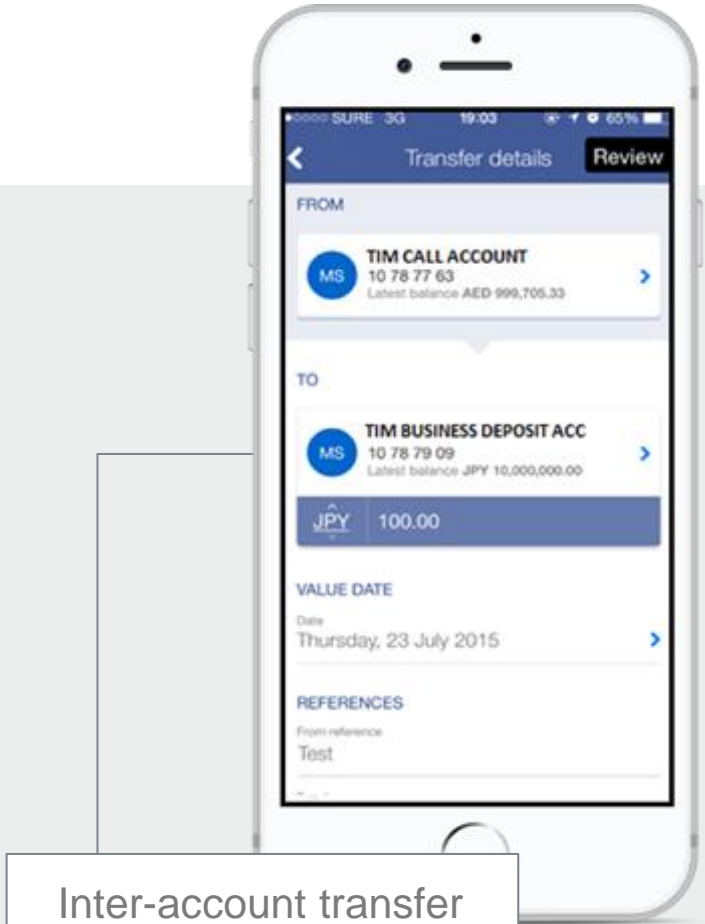 SURE 3G 19:03 65%
Transfer details Review
FROM
MS
TIM CALL ACCOUNT
10 78 77 63
Latest balance AED 999,705.33
TO
MS
TIM BUSINESS DEPOSIT ACC
10 78 79 09
Latest balance JPY 10,000,000.00
JPY 100.00
VALUE DATE
Date
Thursday, 23 July 2015
REFERENCES
From reference
Test
Inter-account transfer